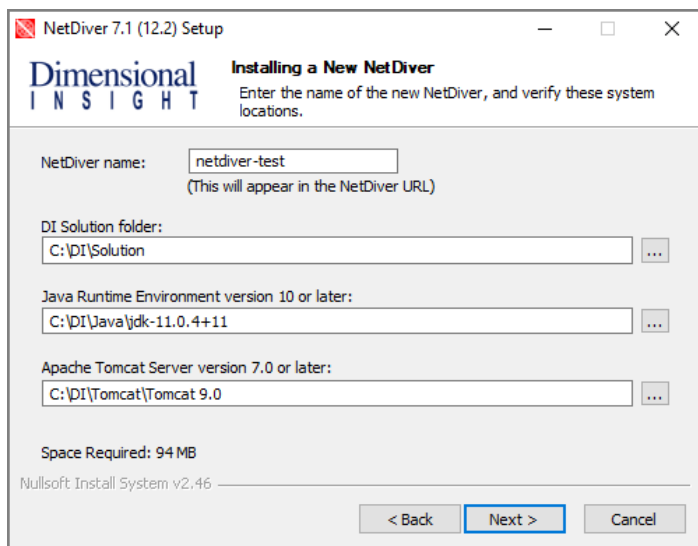 NetDiver 7.1 (12.2) Setup
Dimensional
INSIGHT
Installing a New NetDiver
Enter the name of the new NetDiver, and verify these system
locations.
NetDiver name:
netdiver-test
(This will appear in the NetDiver URL)
DI Solution folder:
C:\DI\Solution
...
Java Runtime Environment version 10 or later:
C:\DI\Java\jdk-11.0.4+11
...
Apache Tomcat Server version 7.0 or later:
C:\DI\Tomcat\Tomcat 9.0
...
Space Required: 94 MB
Nullsoft Install System v2.46
< Back
Next >
Cancel